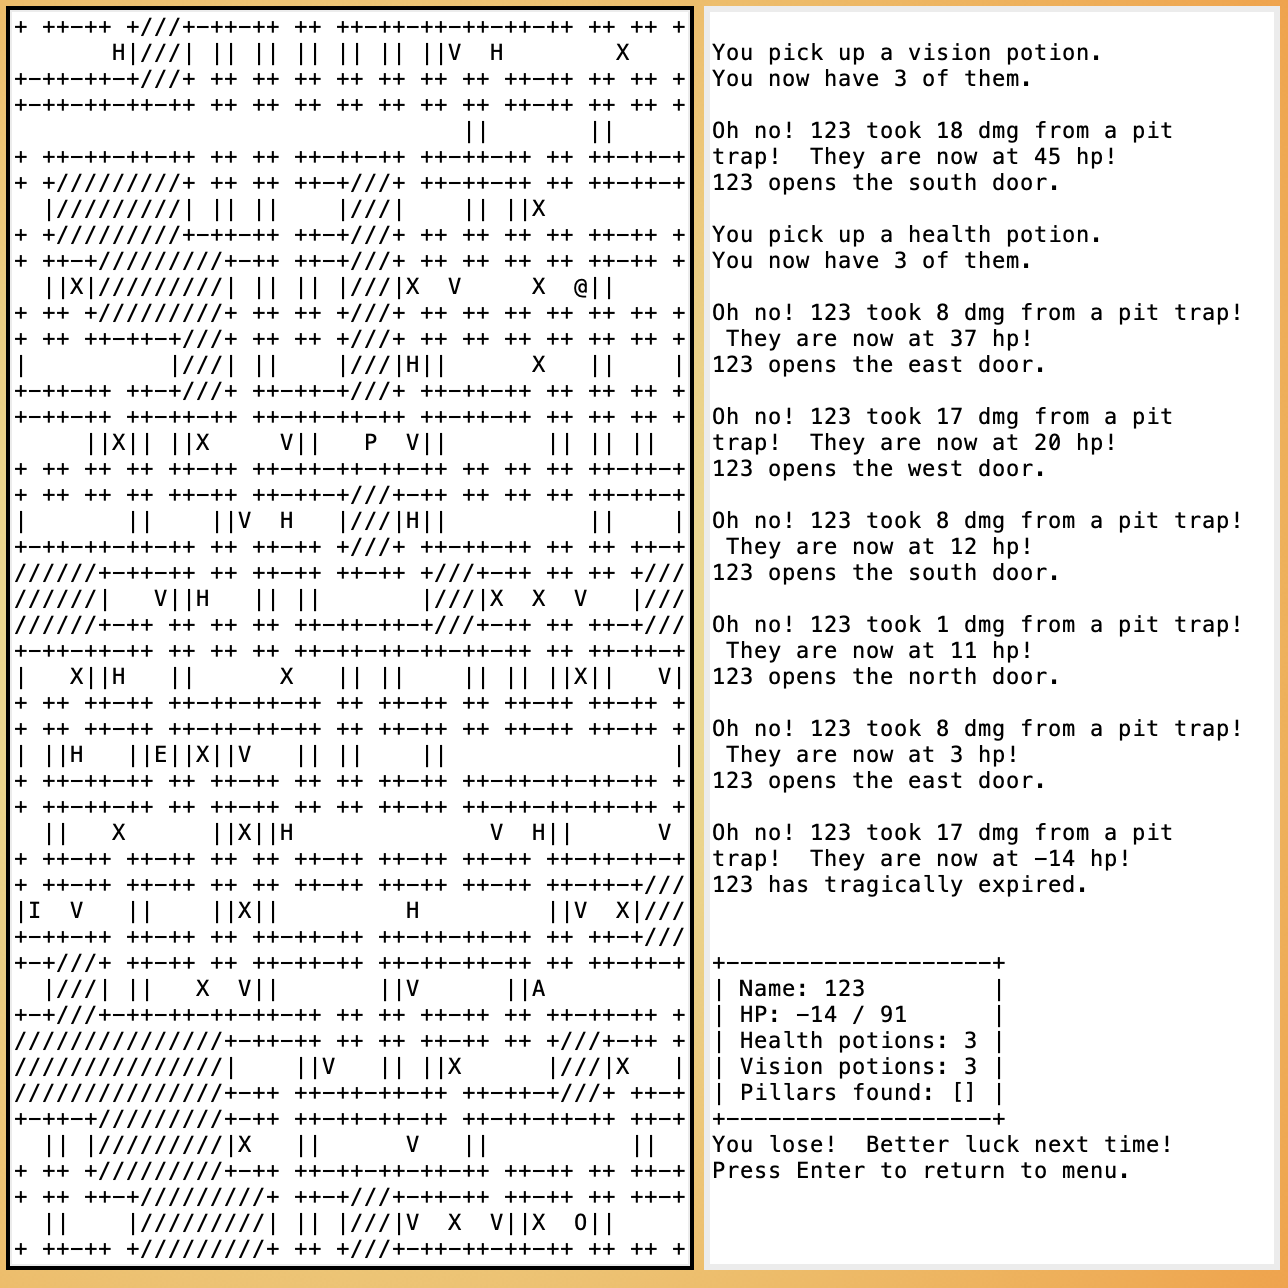 + ++-++ +///+-++-++ ++ ++-++-++-++-++-++ ++ ++ +
       H|///| || || || || || ||V  H        X
+-++-++-+///+ ++ ++ ++ ++ ++ ++ ++ ++-++ ++ ++ +
+-++-++-++-++ ++ ++ ++ ++ ++ ++ ++ ++-++ ++ ++ +
                                ||       ||
+ ++-++-++-++-++ ++ ++ ++-++-++-++-++ ++ ++-++-+
+ +/////////+ ++ ++ ++-+///+ ++-++-++-++ ++-++-+
  |/////////| || ||    |///|    || ||X
+ +/////////+-++-++ ++-+///+ ++ ++ ++ ++-++-++ +
+ ++-+/////////+-++ ++-+///+ ++ ++ ++ ++-++-++ +
  ||X|/////////| || || |///|X  V     X  @||
+ ++ +/////////+ ++ ++ +///+ ++ ++ ++ ++ ++ ++ +
+ ++ ++-++-+///+ ++ ++ +///+ ++ ++ ++ ++ ++ ++ +
|          |///| ||    |///|H||      X   ||    |
+-++-++ ++-+///+ ++-++-+///+ ++-++-++-++ ++ ++ +
+-++-++-++-++-++ ++-++-++-++ ++-++-++-++ ++ ++ +
     ||X|| ||X     V||   P  V||       || || ||
+ ++ ++ ++ ++-++ ++-++-++-++-++-++ ++ ++ ++-++-+
+ ++ ++ ++ ++-++ ++-++-+///+-++-++ ++ ++ ++-++-+
|       ||    ||V  H   |///|H||          ||    |
+-++-++-++-++ ++ ++-++ +///+ ++-++-++ ++ ++ ++-+
//////+-++-++ ++ ++-++ ++-++ +///+-++ ++ ++ +///
//////|   V||H   || ||       |///|X  X  V   |///
//////+-++ ++ ++ ++ ++-++-++-+///+-++ ++ ++-+///
+-++-++-++ ++ ++ ++ ++-++-++-++-++-++ ++ ++-++-+
|   X||H   ||      X   || ||    || || ||X||   V|
+ ++ ++ ++ ++-++-++ ++ ++ ++-++ ++ ++ ++-++-++ +
+ ++ ++ ++ ++-++-++ ++ ++ ++-++ ++ ++ ++-++-++ +
| ||H   ||E||X||V   || ||    ||                |
+ ++-++-++ ++ ++-++ ++ ++ ++-++ ++-++-++-++-++ +
+ ++-++-++ ++ ++-++ ++ ++ ++-++ ++-++-++-++-++ +
  ||   X      ||X||H              V  H||      V
+ ++-++-++ ++ ++-++-++ ++-++-++-++ ++-++-++-++-+
+ ++-++-++ ++ ++-++-++ ++-++-++-++ ++-++-++-+///
|I  V   ||    ||X||         H         ||V  X|///
+-++-++ ++-++ ++ ++-++-++ ++-++-++-++-++ ++-+///
+-+///+ ++-++ ++ ++-++-++ ++-++-++-++-++ ++-++-+
  |///| ||   X  V||       ||V      ||A
+-+///+-++-++-++-++-++ ++ ++ ++-++ ++ ++-++-++ +
///////////////+-++-++ ++ ++ ++-++ ++-++///+-++ +
///////////////|    ||V   || ||X      |///|X   |
///////////////+-++ ++-++ ++-++-++ ++-+///+ ++-+
+-++-+/////////+-++ ++-++ ++-++-++ ++-++-++ ++-+
  || |/////////|X   ||      V   ||          ||
+ ++ +/////////+-++ ++-++-++-++ ++-++-++ ++ ++-+
+ ++ ++-+/////////+ ++-+///+-++ ++-++-++ ++ ++-+
  ||    |/////////| || |///|V  X  V||X  O||
+ ++-++ +/////////+ ++ +///+-++-++-++-++ ++ ++ +
You pick up a vision potion.
You now have 3 of them.
Oh no! 123 took 18 dmg from a pit
trap!  They are now at 45 hp!
123 opens the south door.
You pick up a health potion.
You now have 3 of them.
Oh no! 123 took 8 dmg from a pit trap!
 They are now at 37 hp!
123 opens the east door.
Oh no! 123 took 17 dmg from a pit
trap!  They are now at 20 hp!
123 opens the west door.
Oh no! 123 took 8 dmg from a pit trap!
 They are now at 12 hp!
123 opens the south door.
Oh no! 123 took 1 dmg from a pit trap!
 They are now at 11 hp!
123 opens the north door.
Oh no! 123 took 8 dmg from a pit trap!
 They are now at 3 hp!
123 opens the east door.
Oh no! 123 took 17 dmg from a pit
trap!  They are now at -14 hp!
123 has tragically expired.
+-------------------+
| Name: 123         |
| HP: -14 / 91      |
| Health potions: 3 |
| Vision potions: 3 |
| Pillars found: [] |
+-------------------+
You lose!  Better luck next time!
Press Enter to return to menu.